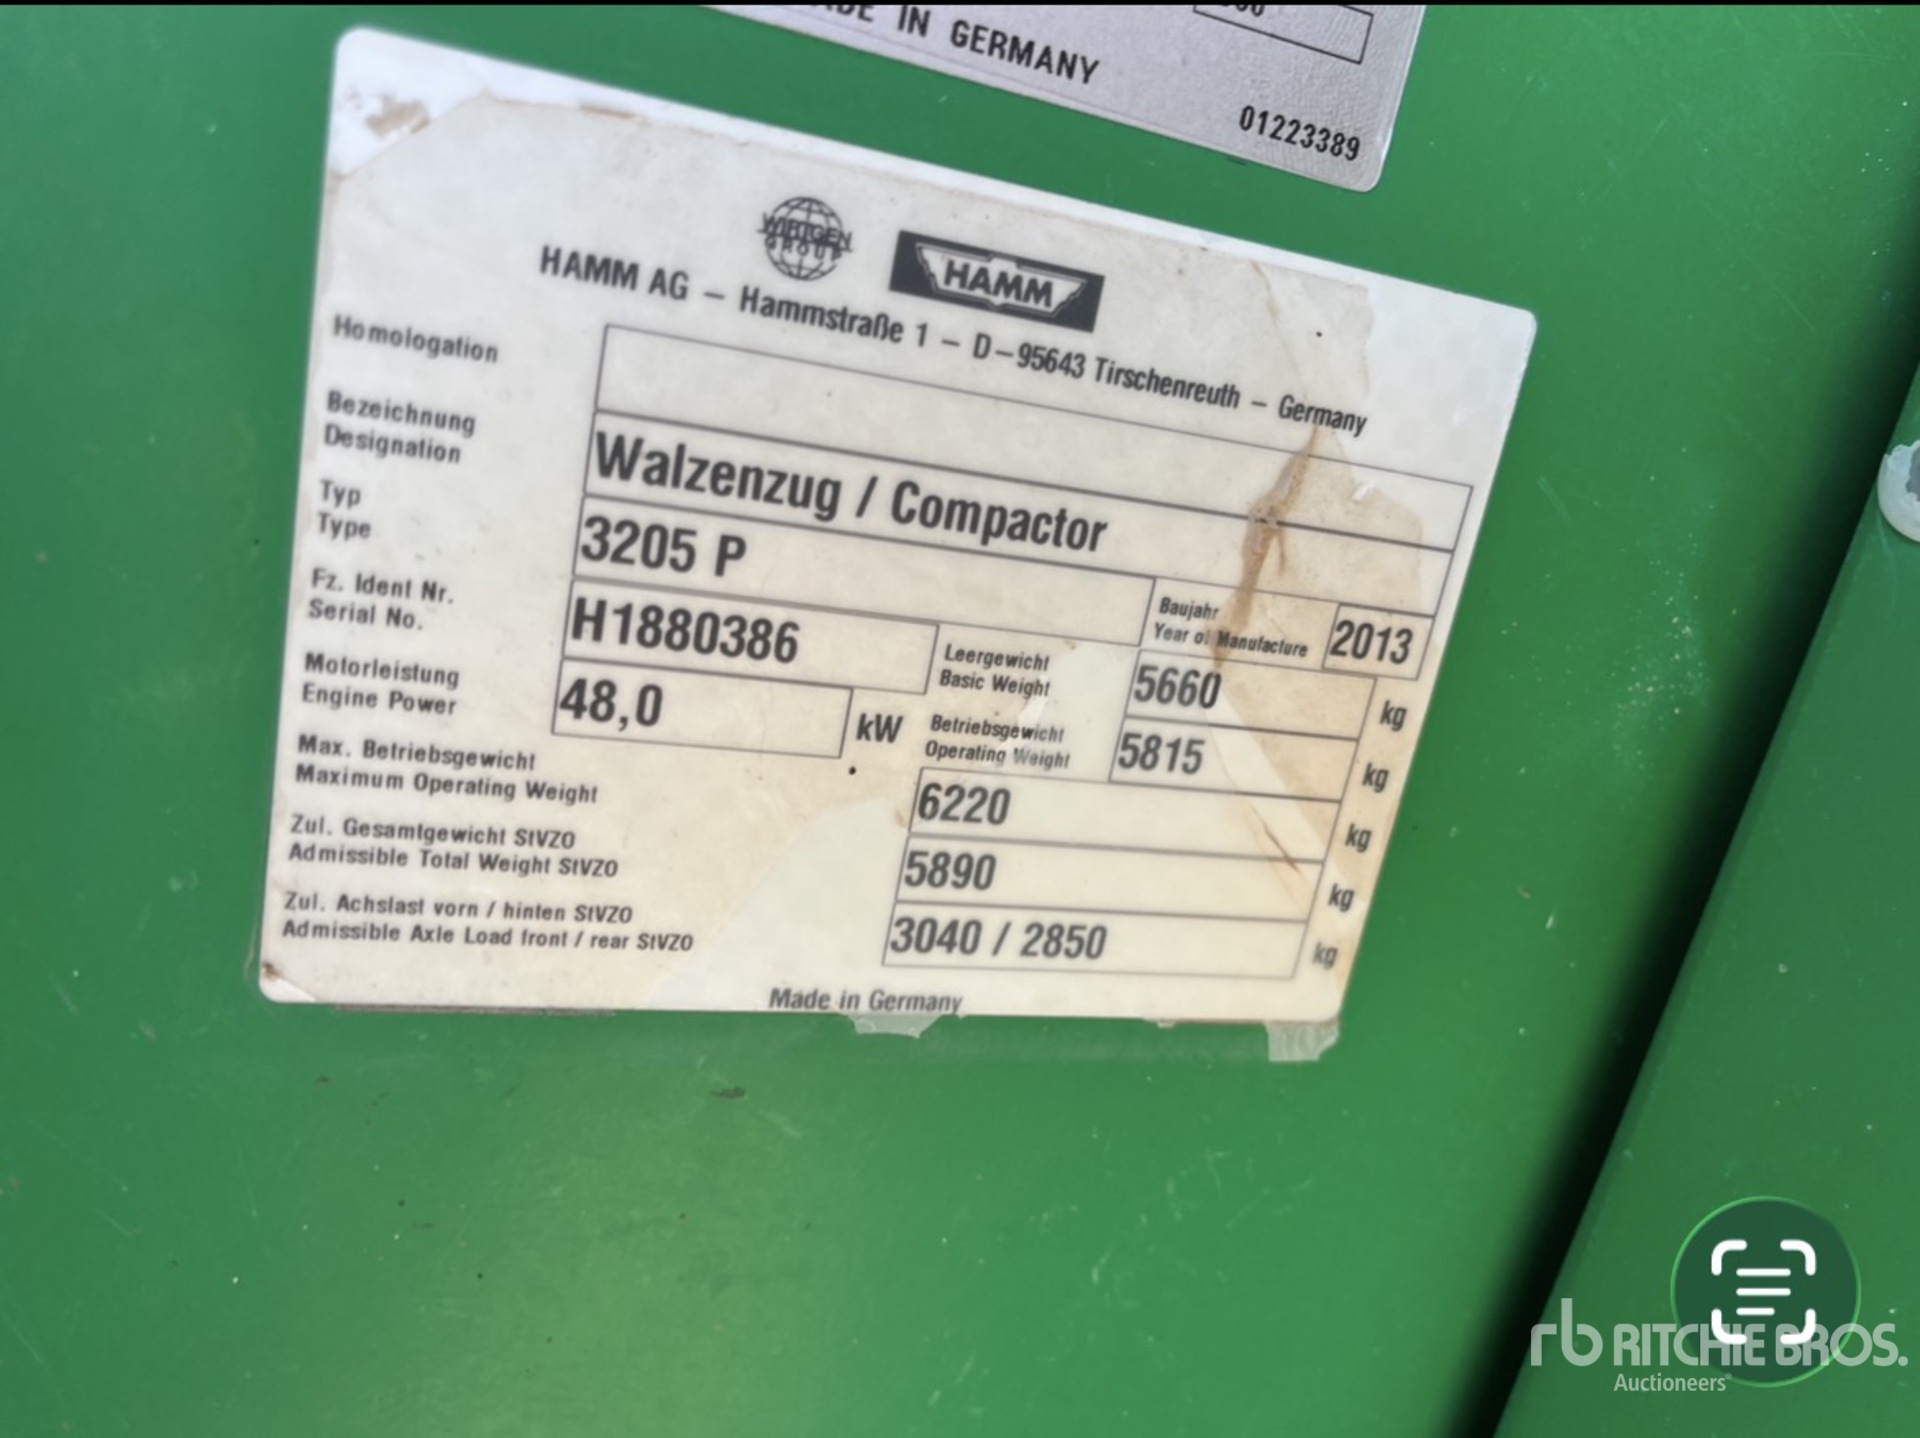 IN GERMANY
01223389
WIRTGEN
GROUP
HAMM
HAMM AG – Hammstraße 1 – D–95643 Tirschenreuth – Germany
Homologation
Bezeichnung
Designation
Walzenzug / Compactor
Typ
Type
3205 P
Baujahr
Year of Manufacture
2013
Fz. Ident Nr.
Serial No.
H1880386
Leergewicht
Basic Weight
5660 kg
Motorleistung
Engine Power
48,0 kW
Betriebsgewicht
Operating Weight
5815 kg
Max. Betriebsgewicht
Maximum Operating Weight
6220 kg
Zul. Gesamtgewicht StVZO
Admissible Total Weight StVZO
5890 kg
Zul. Achslast vorn / hinten StVZO
Admissible Axle Load front / rear StVZO
3040 / 2850 kg
Made in Germany
rb RITCHIE BROS.
Auctioneers